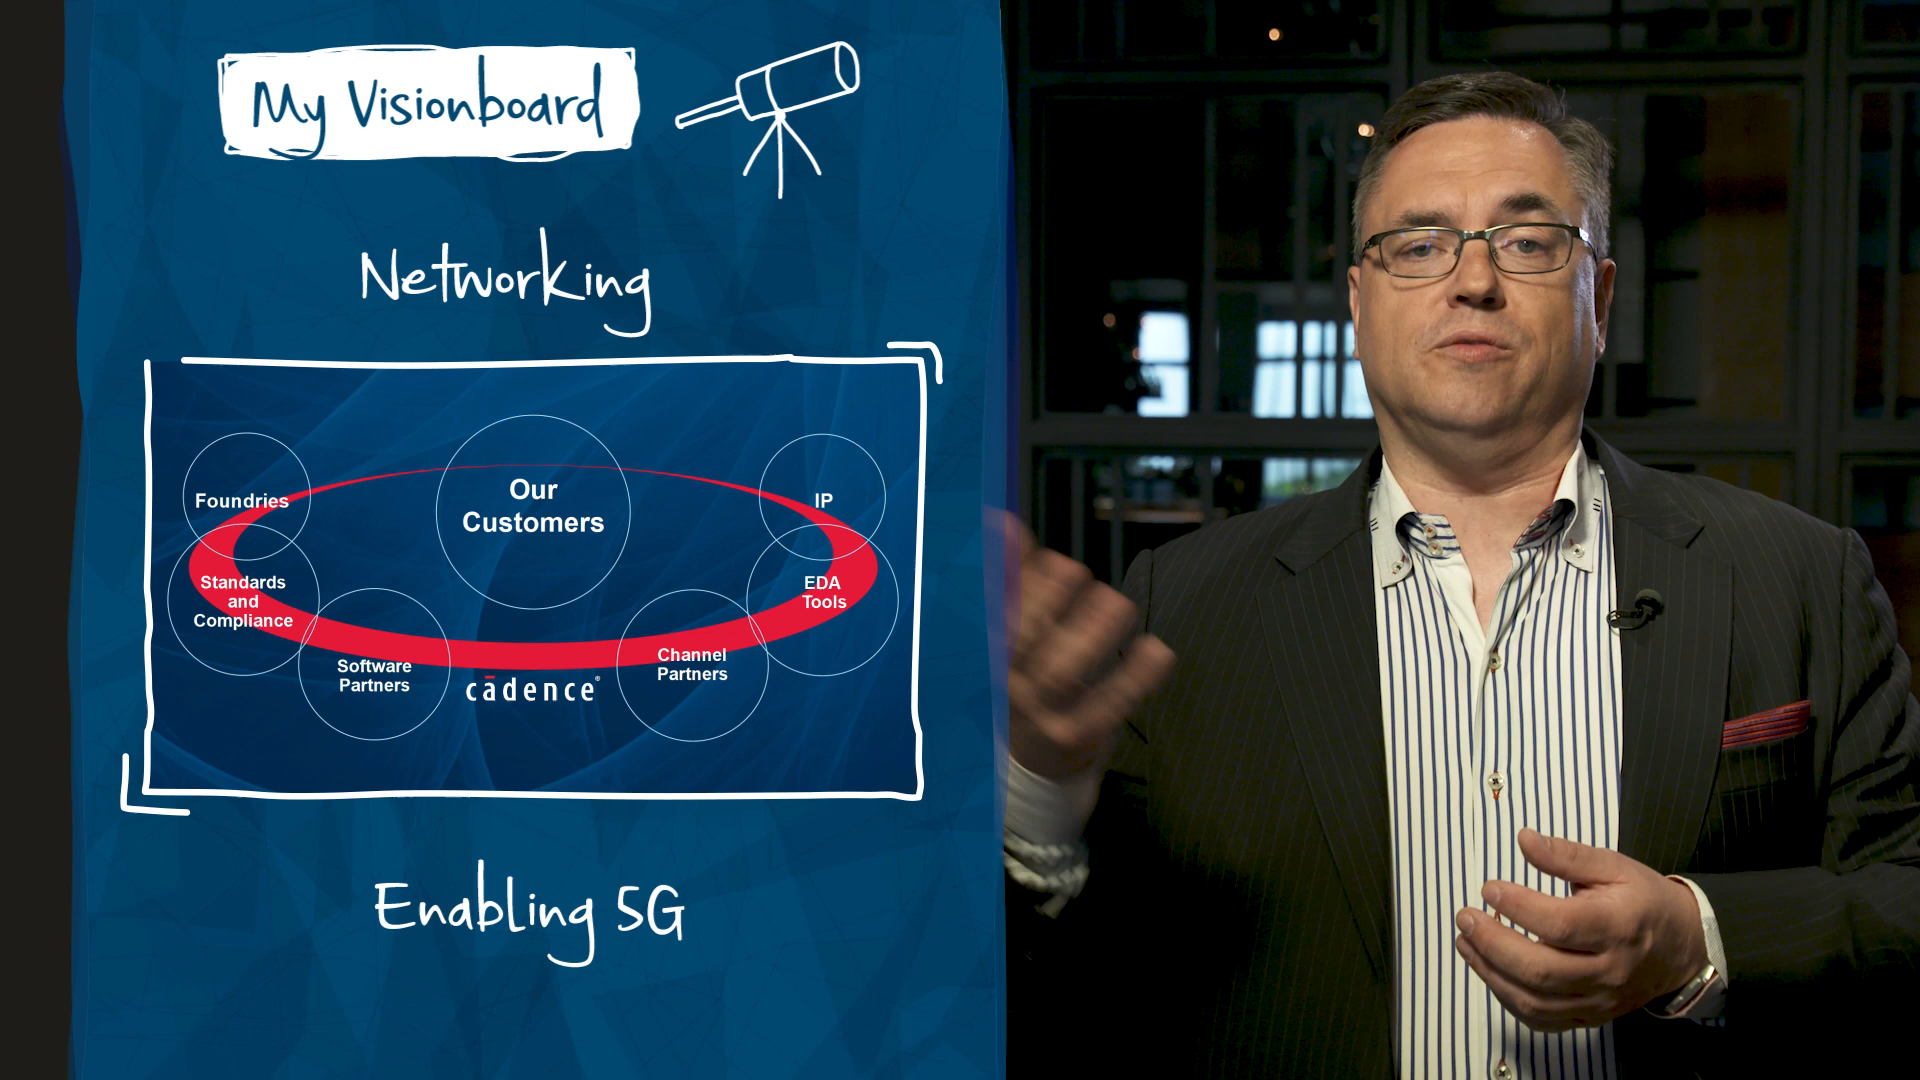 My Visionboard
Networking
Our
Customers
Foundries
IP
Standards
and
Compliance
EDA
Tools
Software
Partners
Channel
Partners
cādence®
Enabling 5G